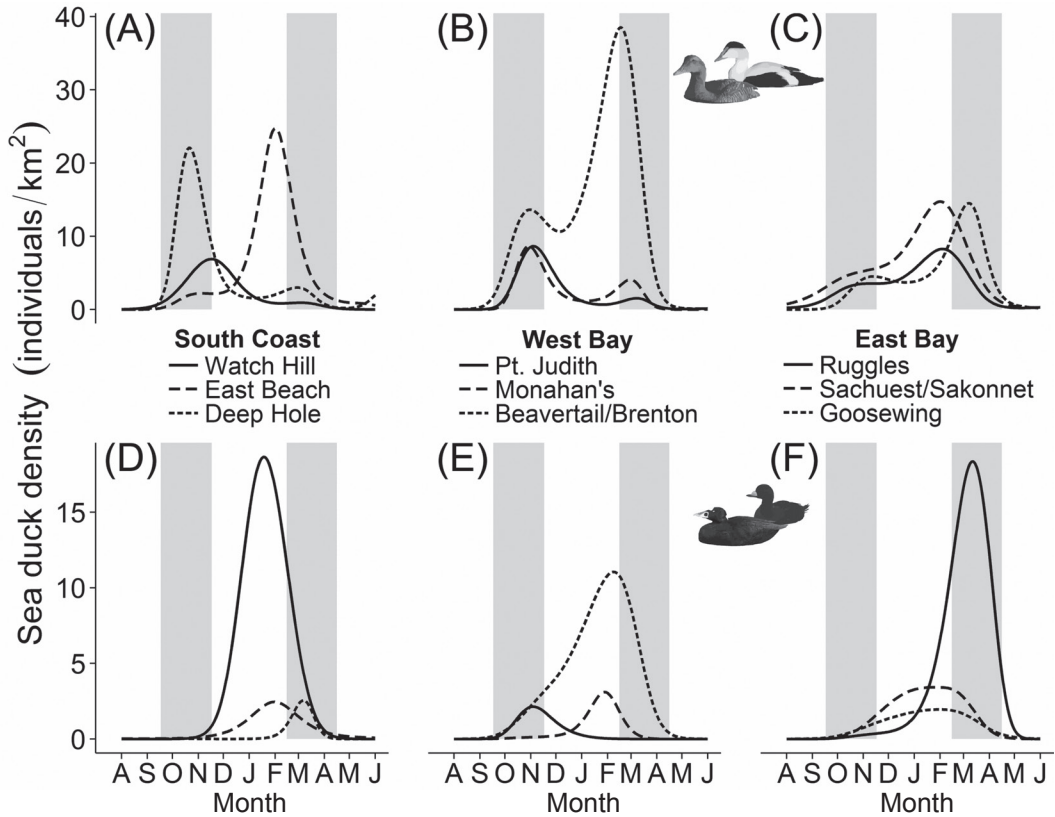 Sea duck density (individuals/km²)
(A)
(B)
(C)
40
30
20
10
0
South Coast
Watch Hill
East Beach
Deep Hole
West Bay
Pt. Judith
Monahan's
Beavertail/Brenton
East Bay
Ruggles
Sachuest/Sakonnet
Goosewing
(D)
(E)
(F)
15
10
5
0
A S O N D J F M A M J
A S O N D J F M A M J
A S O N D J F M A M J
Month
Month
Month